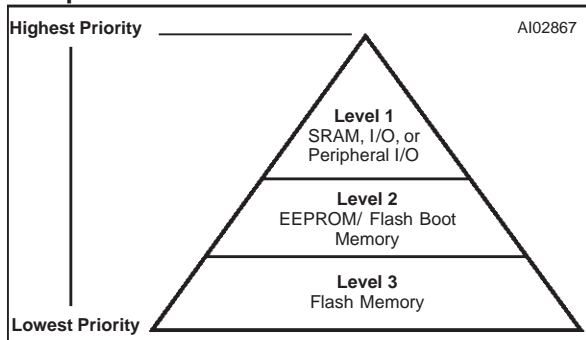 Highest Priority
AI02867
Level 1
SRAM, I/O, or
Peripheral I/O
Level 2
EEPROM/ Flash Boot
Memory
Level 3
Flash Memory
Lowest Priority